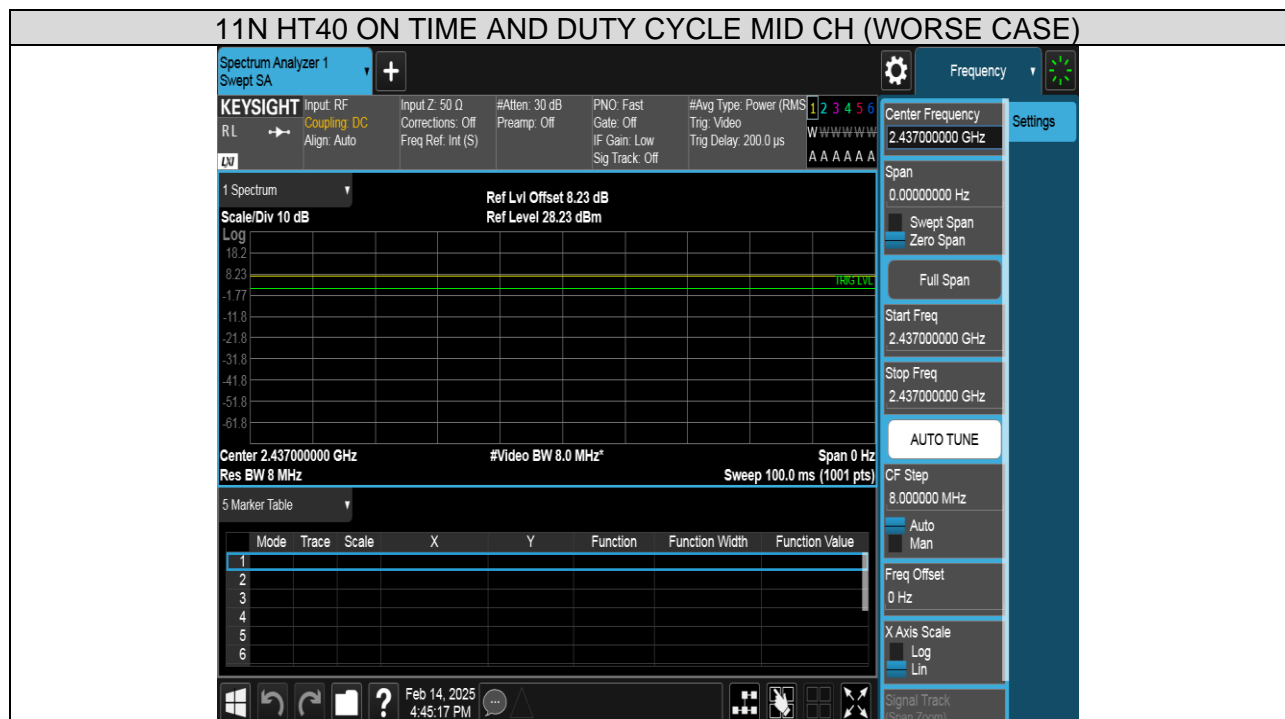 11N HT40 ON TIME AND DUTY CYCLE MID CH (WORSE CASE)
Spectrum Analyzer 1
Swept SA
+
Frequency
KEYSIGHT
RL
LXI
Input: RF
Coupling: DC
Align: Auto
Input Z: 50 Ω
Corrections: Off
Freq Ref: Int (S)
#Atten: 30 dB
Preamp: Off
PNO: Fast
Gate: Off
IF Gain: Low
Sig Track: Off
#Avg Type: Power (RMS
Trig: Video
Trig Delay: 200.0 µs
1 2 3 4 5 6
W W W W W W
A A A A A A
1 Spectrum
Scale/Div 10 dB
Ref Lvl Offset 8.23 dB
Ref Level 28.23 dBm
Log
18.2
8.23
-1.77
-11.8
-21.8
-31.8
-41.8
-51.8
-61.8
TRIG LVL
Center 2.437000000 GHz
#Video BW 8.0 MHz*
Span 0 Hz
Res BW 8 MHz
Sweep 100.0 ms (1001 pts)
5 Marker Table
Mode Trace Scale X Y Function Function Width Function Value
1
2
3
4
5
6
?
Feb 14, 2025
4:45:17 PM
Center Frequency
2.437000000 GHz
Settings
Span
0.00000000 Hz
Swept Span
Zero Span
Full Span
Start Freq
2.437000000 GHz
Stop Freq
2.437000000 GHz
AUTO TUNE
CF Step
8.000000 MHz
Auto
Man
Freq Offset
0 Hz
X Axis Scale
Log
Lin
Signal Track
(Span Zoom)